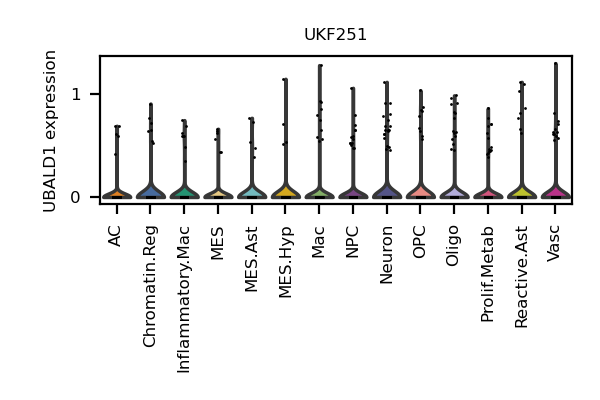 UKF251
UBALD1 expression
1
0
AC
Chromatin.Reg
Inflammatory.Mac
MES
MES.Ast
MES.Hyp
Mac
NPC
Neuron
OPC
Oligo
Prolif.Metab
Reactive.Ast
Vasc